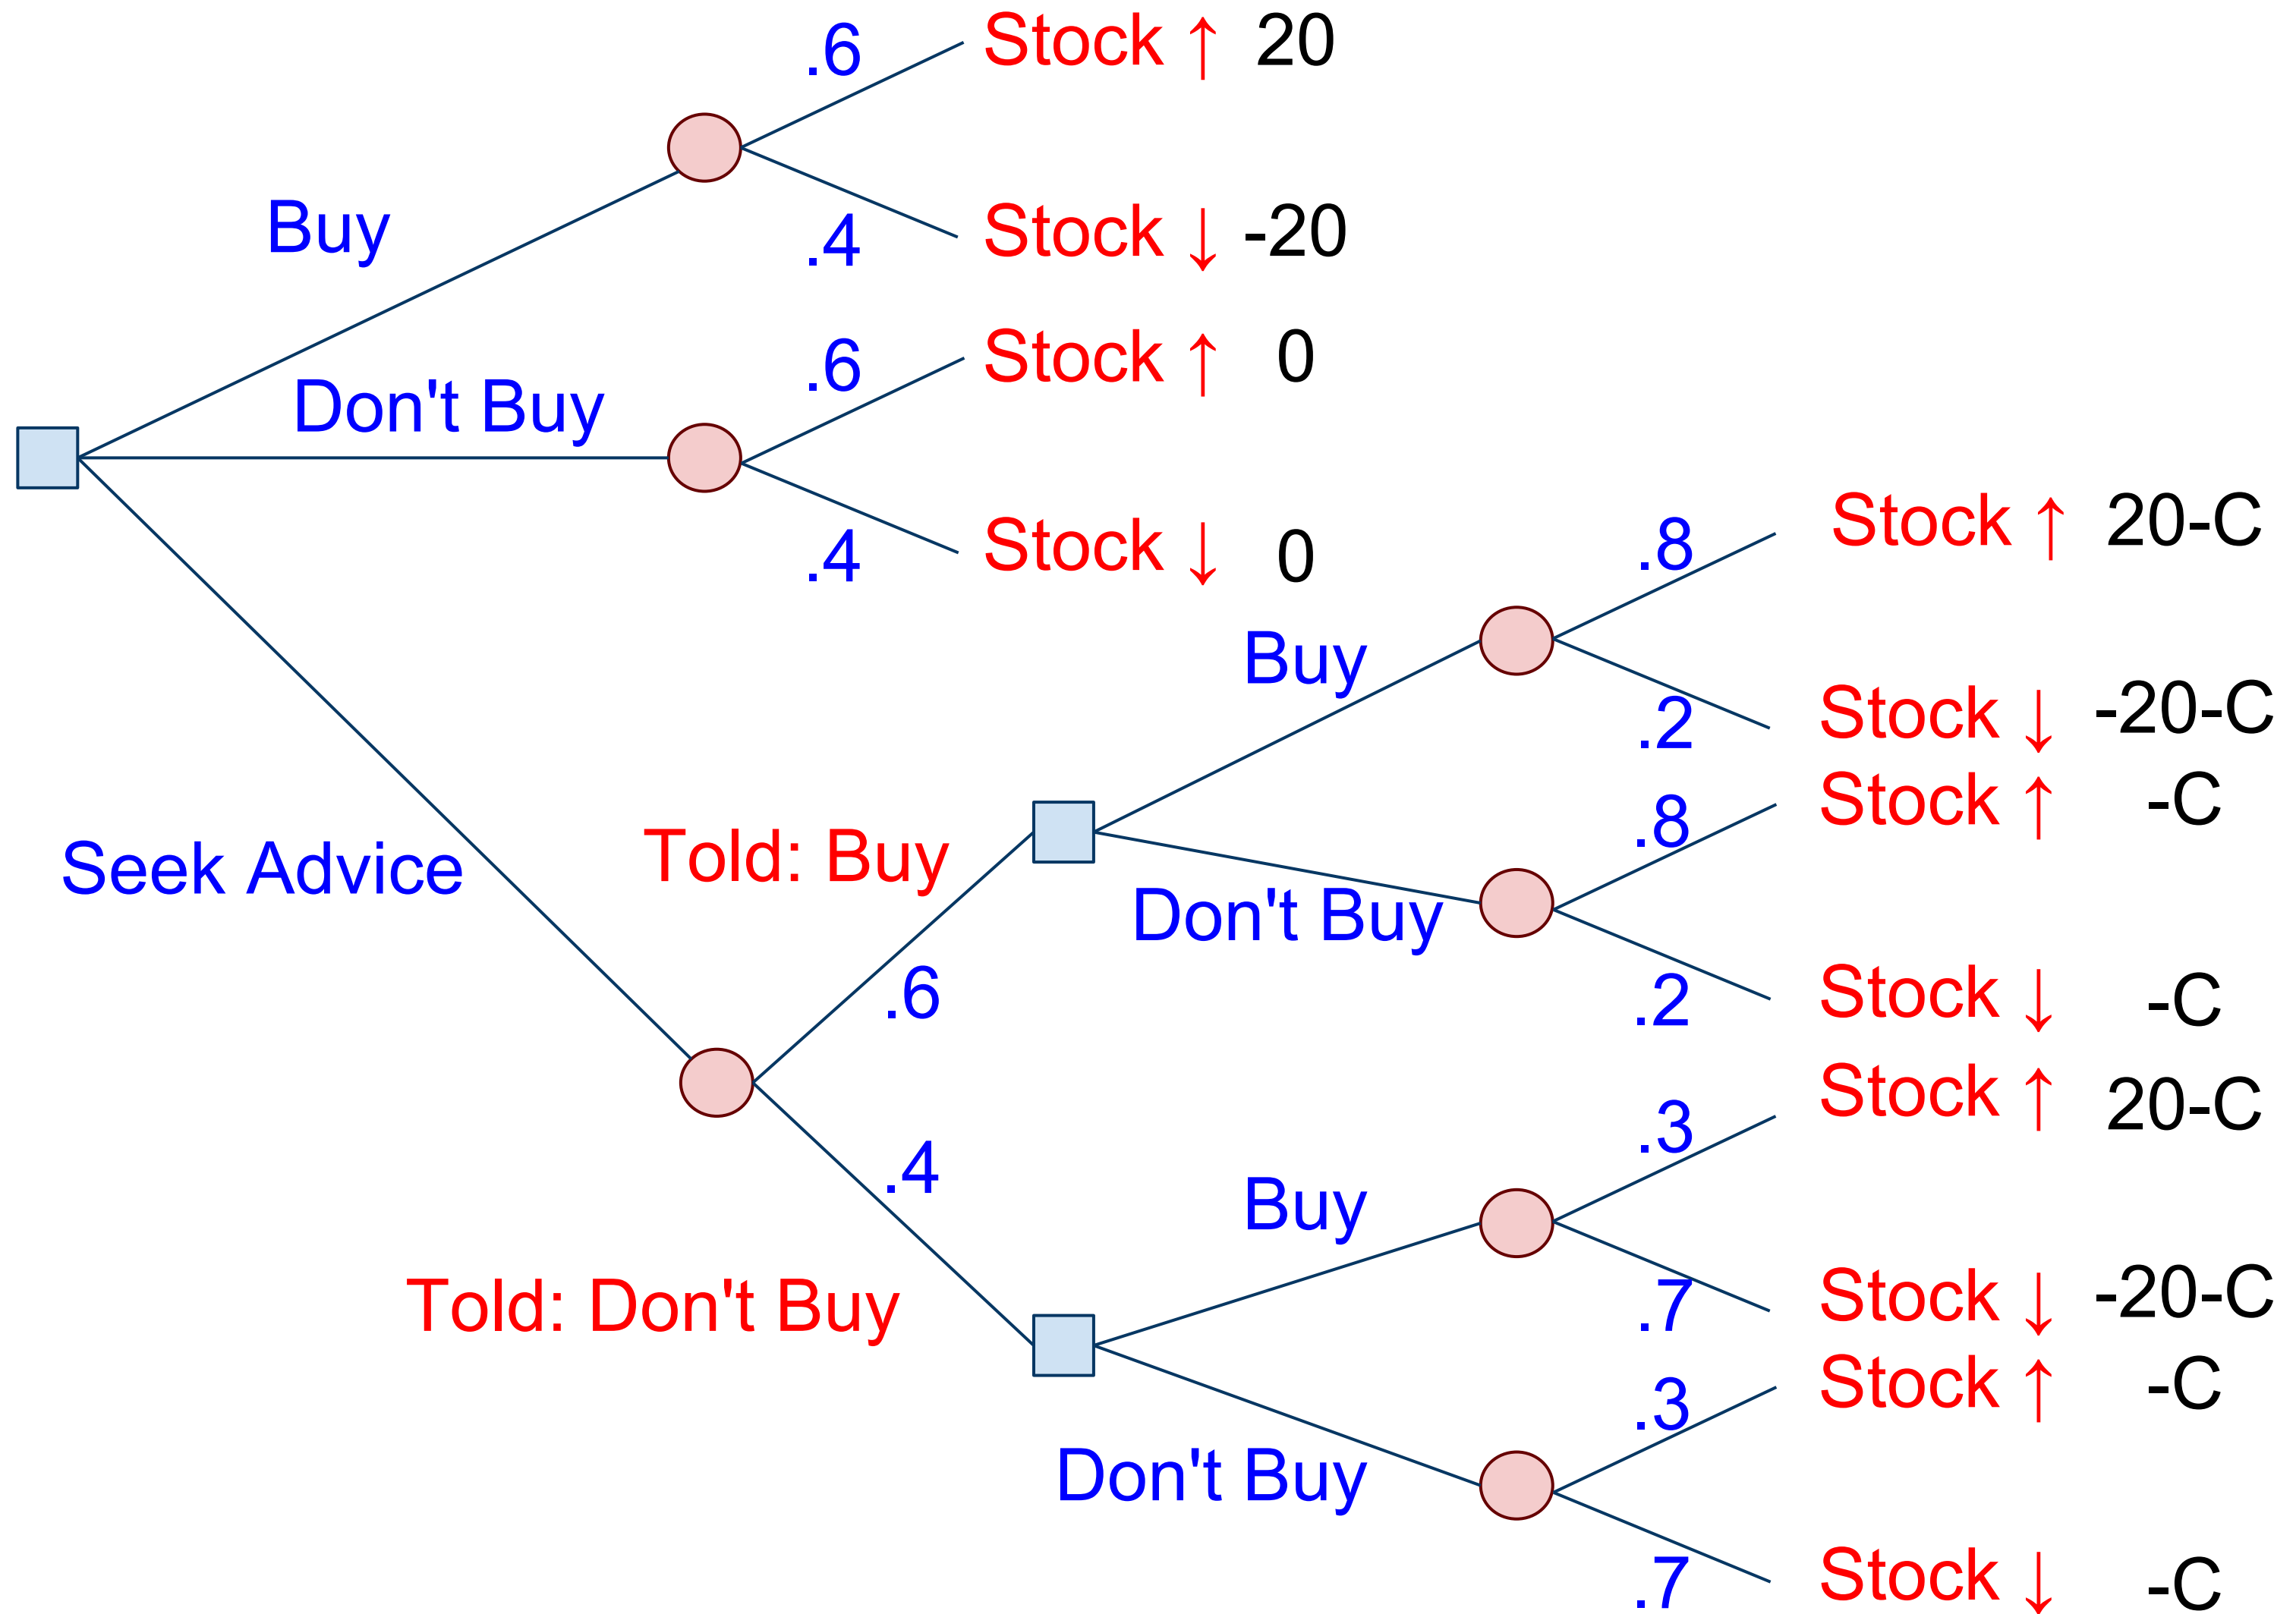 .6 Stock ↑ 20
Buy
.4 Stock ↓ -20
.6 Stock ↑ 0
Don't Buy
.4 Stock ↓ 0
Seek Advice
Told: Buy
.6
Buy
.8 Stock ↑ 20-C
.2 Stock ↓ -20-C
Don't Buy
.8 Stock ↑ -C
.2 Stock ↓ -C
Told: Don't Buy
.4
Buy
.3 Stock ↑ 20-C
.7 Stock ↓ -20-C
Don't Buy
.3 Stock ↑ -C
.7 Stock ↓ -C